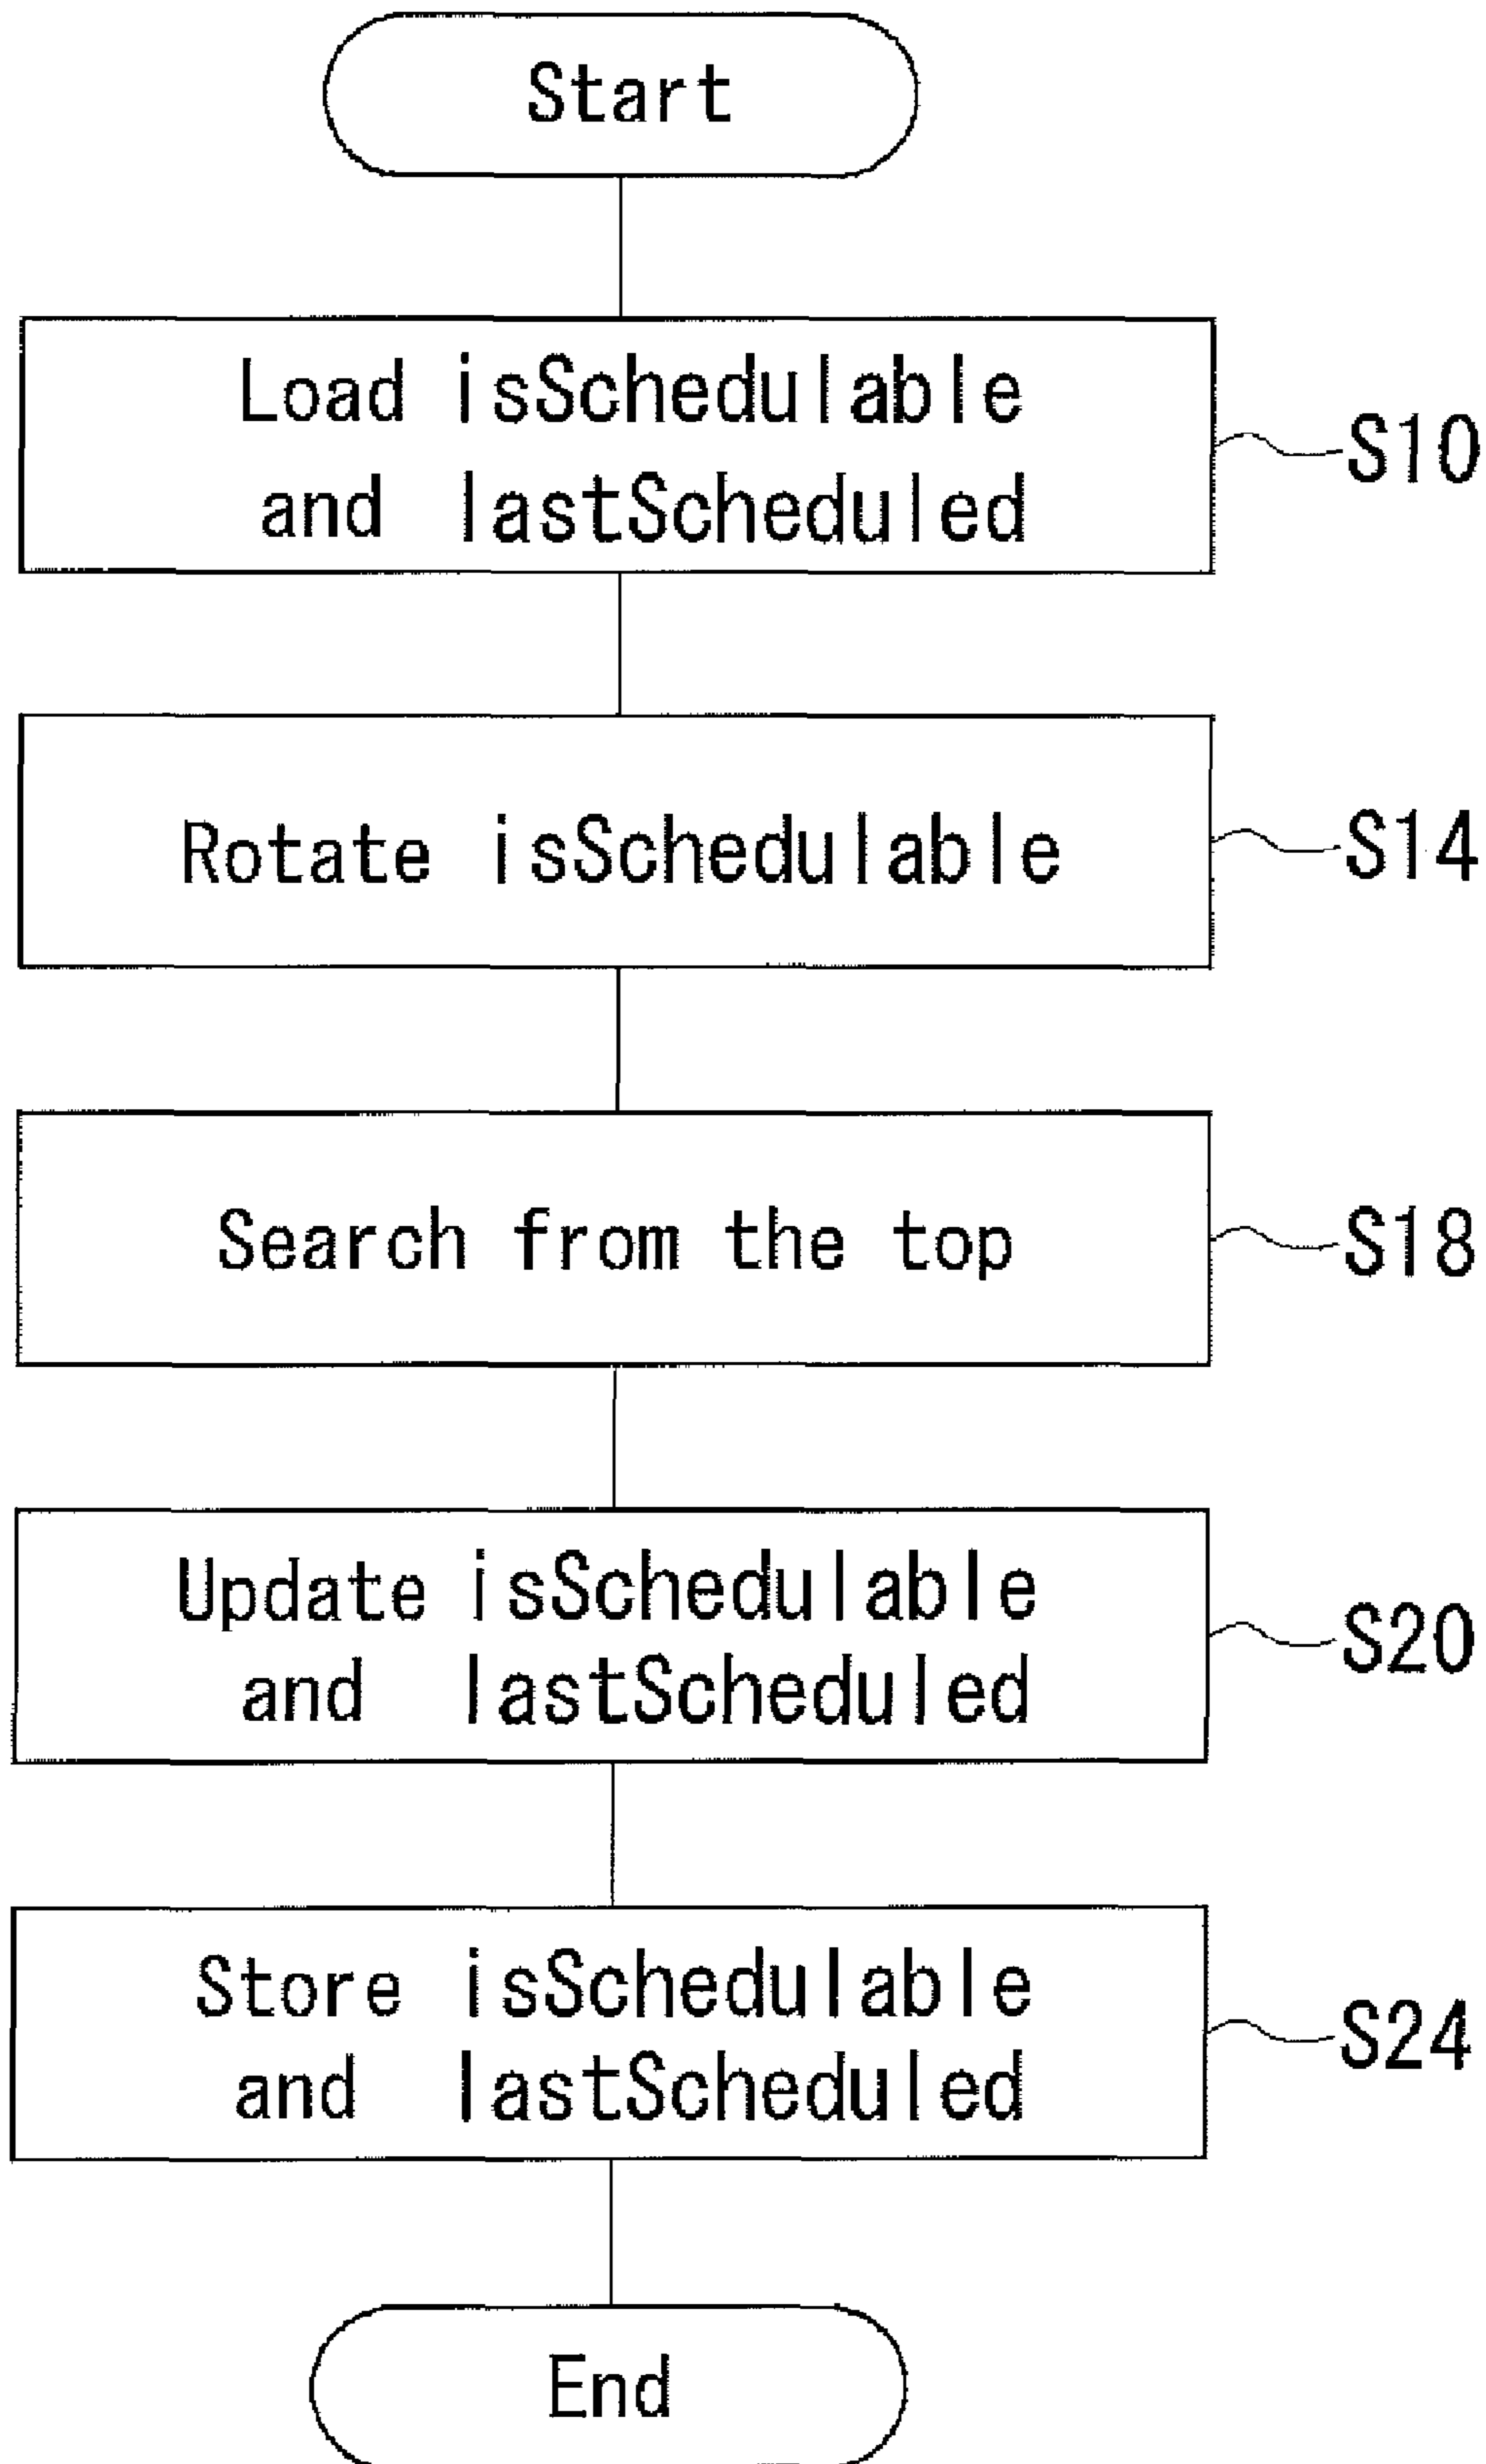 Start
Load isSchedulable
and lastScheduled
S10
Rotate isSchedulable
S14
Search from the top
S18
Update isSchedulable
and lastScheduled
S20
Store isSchedulable
and lastScheduled
S24
End